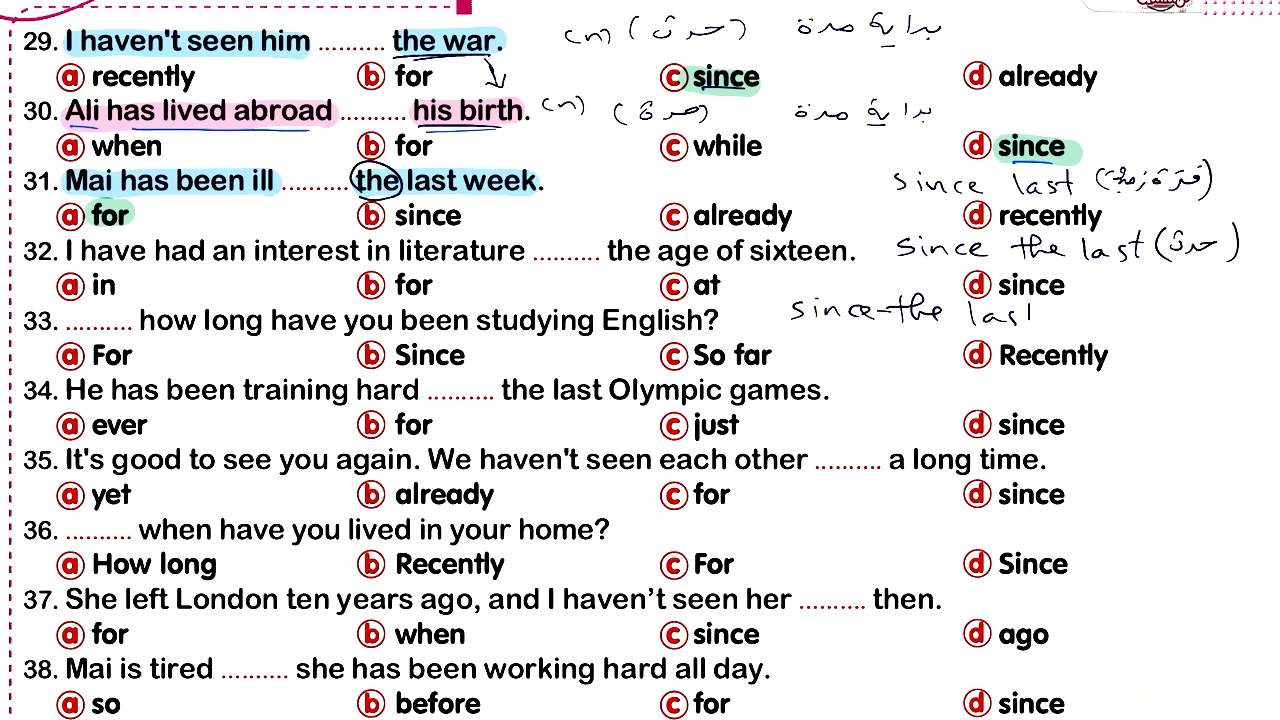 29. I haven't seen him .......... the war. (n) (حدث) بداية مدة
a recently b for c since d already
30. Ali has lived abroad .......... his birth. (n) بداية مدة
a when b for c while d since
31. Mai has been ill .......... the last week. since last (فترة زمنية)
a for b since c already d recently
32. I have had an interest in literature .......... the age of sixteen. since the last (حدث)
a in b for c at d since
33. .......... how long have you been studying English? since the las
a For b Since c So far d Recently
34. He has been training hard .......... the last Olympic games.
a ever b for c just d since
35. It's good to see you again. We haven't seen each other .......... a long time.
a yet b already c for d since
36. .......... when have you lived in your home?
a How long b Recently c For d Since
37. She left London ten years ago, and I haven’t seen her .......... then.
a for b when c since d ago
38. Mai is tired .......... she has been working hard all day.
a so b before c for d since